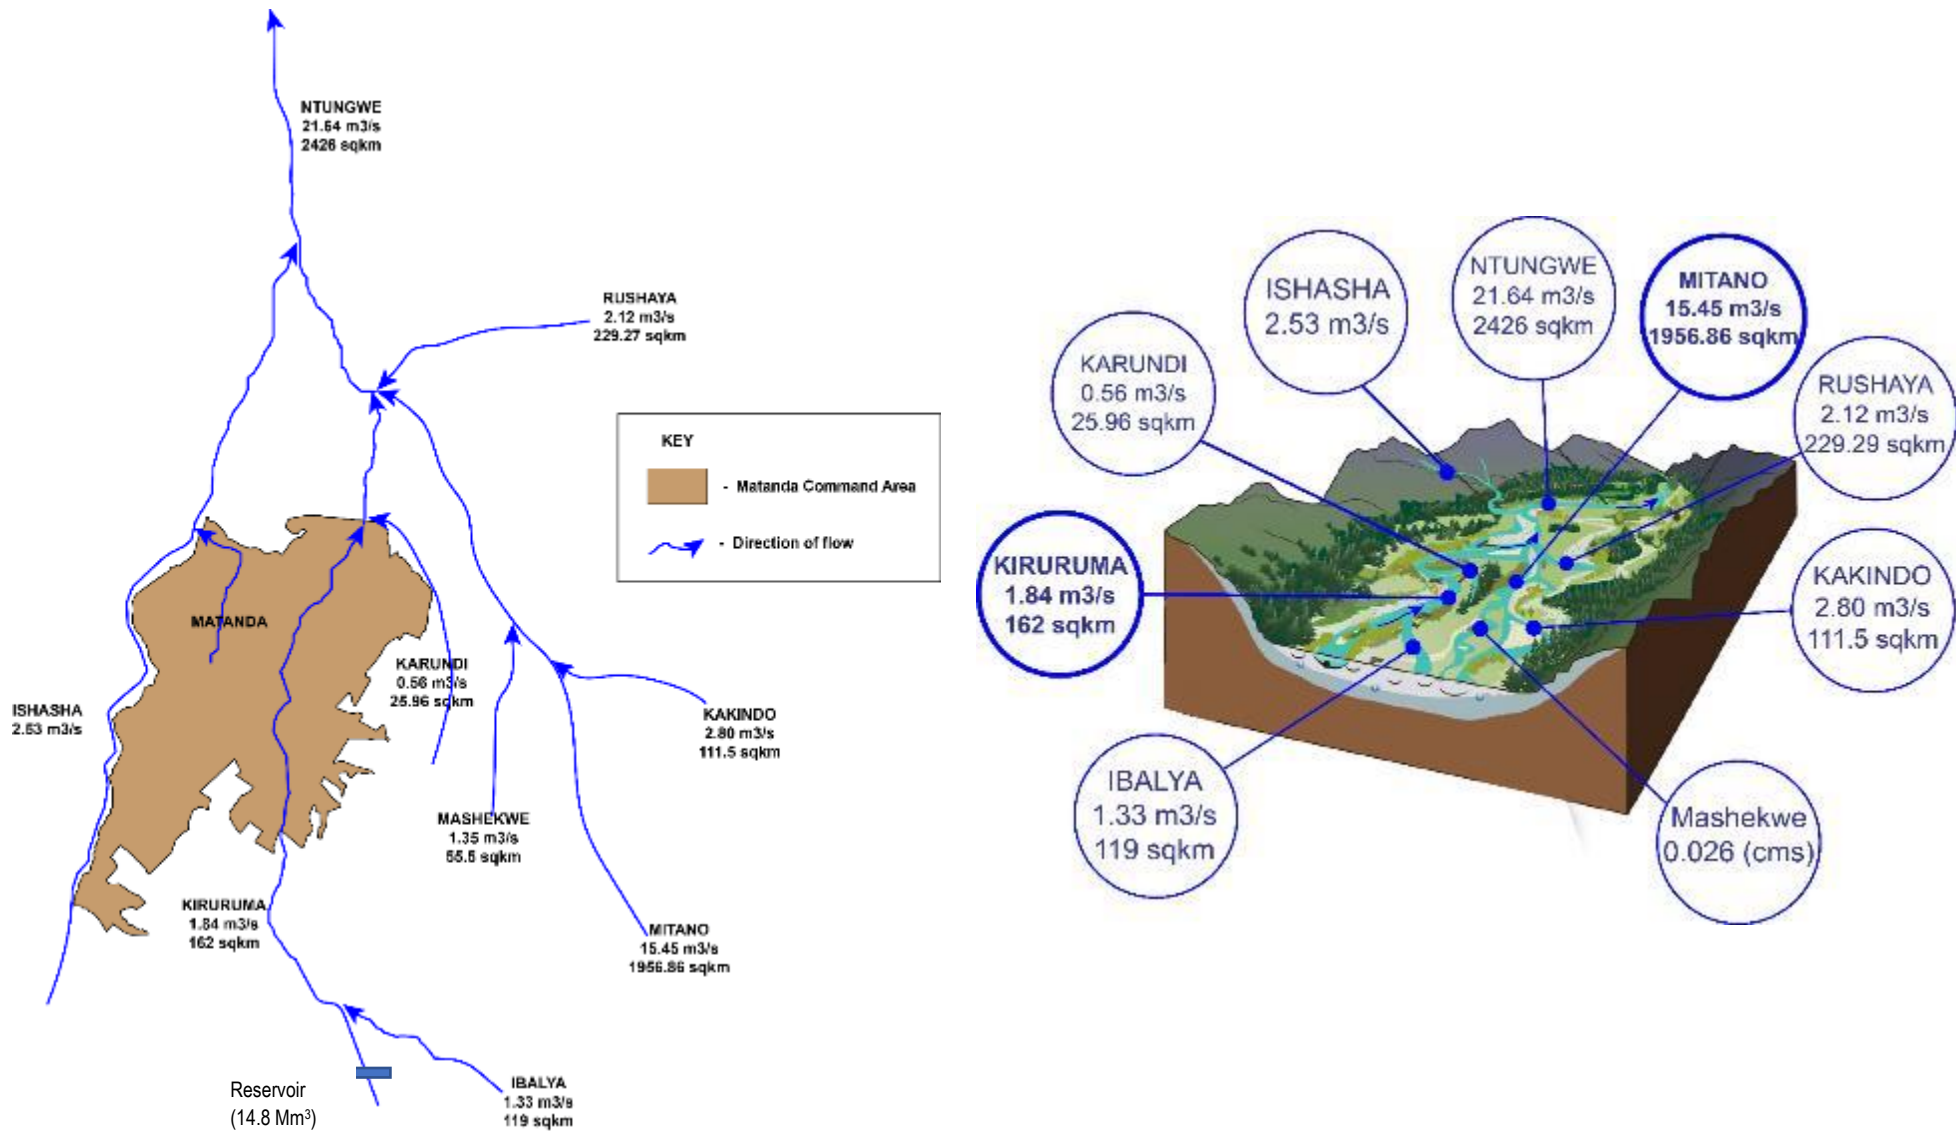 NTUNGWE
21.64 m3/s
2426 sqkm
RUSHAYA
2.12 m3/s
229.27 sqkm
KEY
- Matanda Command Area
- Direction of flow
MATANDA
KARUNDI
0.56 m3/s
25.96 sqkm
ISHASHA
2.53 m3/s
KAKINDO
2.80 m3/s
111.5 sqkm
MASHEKWE
1.35 m3/s
55.5 sqkm
KIRURUMA
1.84 m3/s
162 sqkm
MITANO
15.45 m3/s
1956.86 sqkm
Reservoir
(14.8 Mm³)
IBALYA
1.33 m3/s
119 sqkm
ISHASHA
2.53 m3/s
NTUNGWE
21.64 m3/s
2426 sqkm
MITANO
15.45 m3/s
1956.86 sqkm
KARUNDI
0.56 m3/s
25.96 sqkm
RUSHAYA
2.12 m3/s
229.29 sqkm
KIRURUMA
1.84 m3/s
162 sqkm
KAKINDO
2.80 m3/s
111.5 sqkm
IBALYA
1.33 m3/s
119 sqkm
Mashekwe
0.026 (cms)